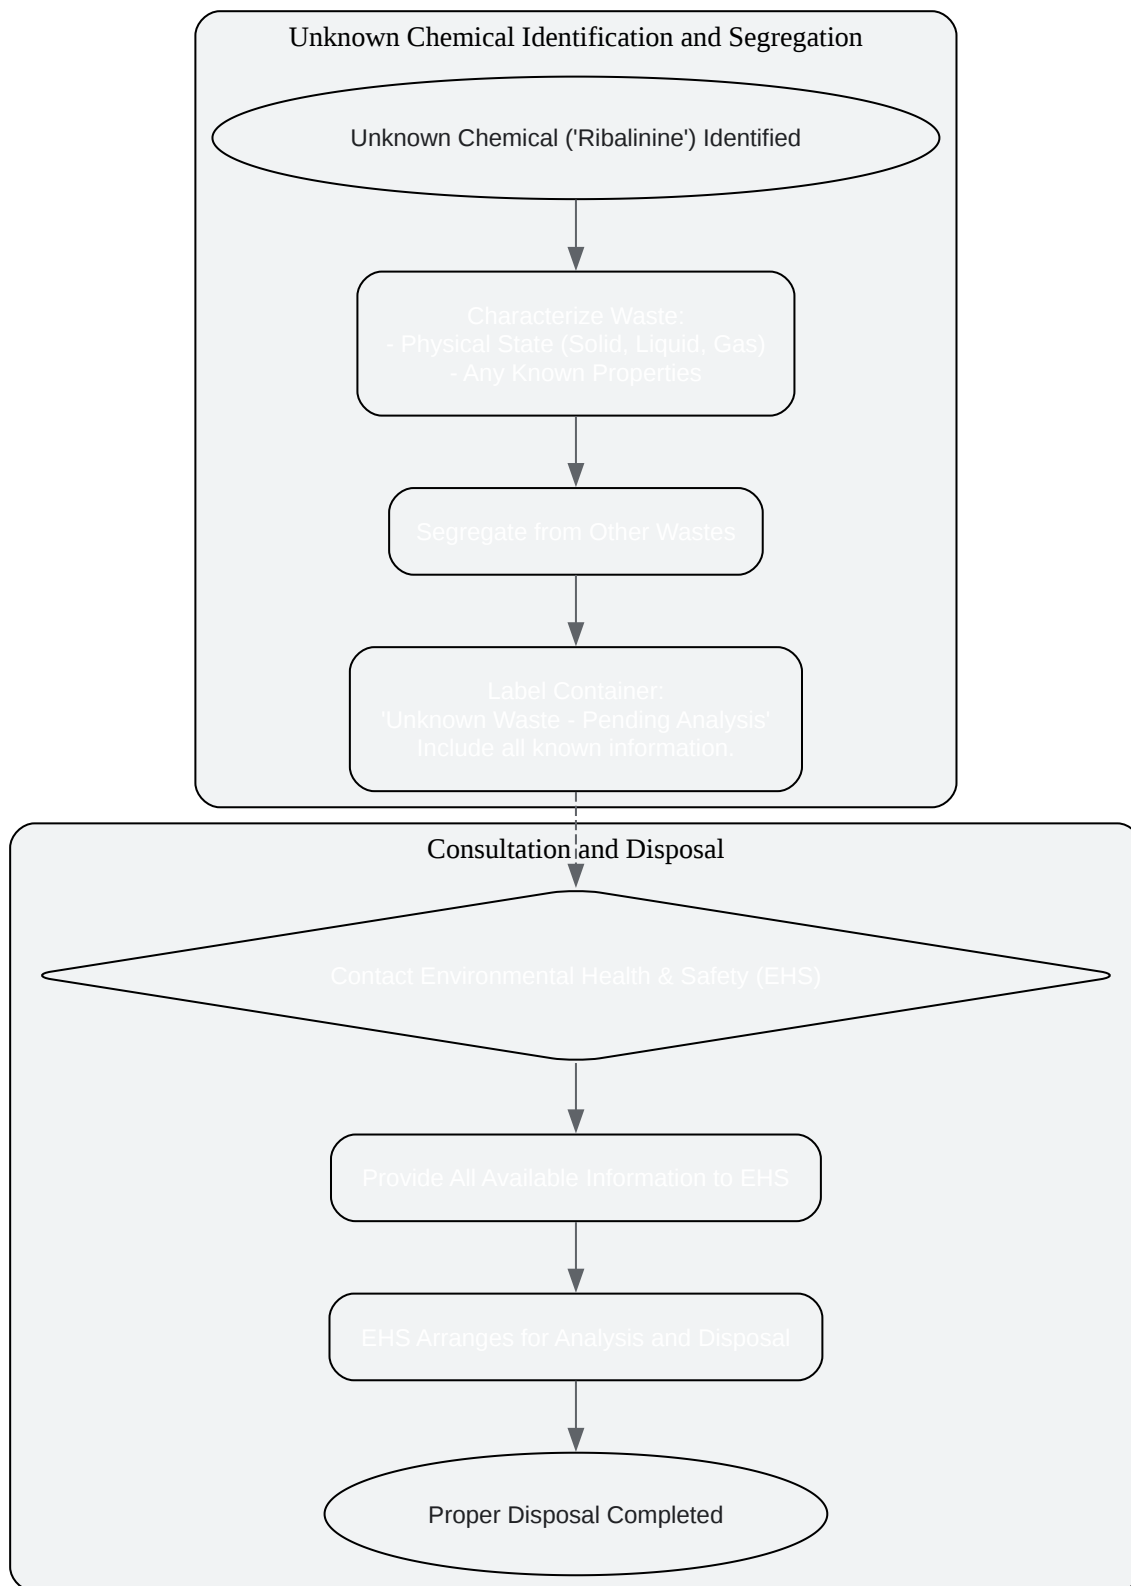 Unknown Chemical Identification and Segregation
Unknown Chemical ('Ribalinine') Identified
Characterize Waste:
- Physical State (Solid, Liquid, Gas)
- Any Known Properties
Segregate from Other Wastes
Label Container:
'Unknown Waste - Pending Analysis'
Include all known information.
Consultation and Disposal
Contact Environmental Health & Safety (EHS)
Provide All Available Information to EHS
EHS Arranges for Analysis and Disposal
Proper Disposal Completed